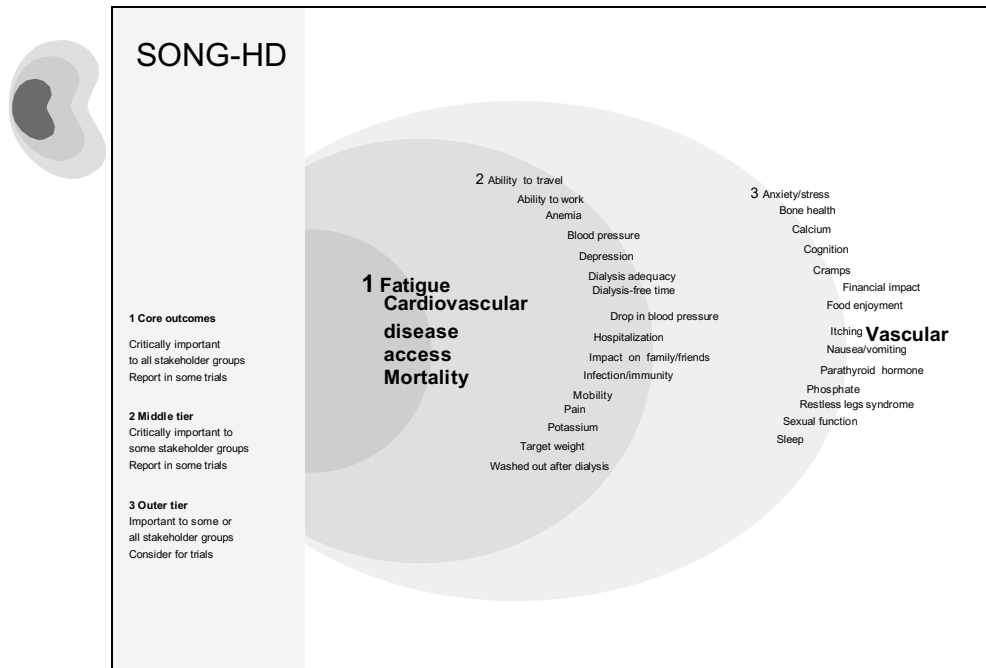 SONG-HD
1 Core outcomes
Critically important
to all stakeholder groups
Report in some trials
2 Middle tier
Critically important to
some stakeholder groups
Report in some trials
3 Outer tier
Important to some or
all stakeholder groups
Consider for trials
1 Fatigue
Cardiovascular
disease
access
Mortality
2 Ability to travel
Ability to work
Anemia
Blood pressure
Depression
Dialysis adequacy
Dialysis-free time
Drop in blood pressure
Hospitalization
Impact on family/friends
Infection/immunity
Mobility
Pain
Potassium
Target weight
Washed out after dialysis
3 Anxiety/stress
Bone health
Calcium
Cognition
Cramps
Financial impact
Food enjoyment
Itching Vascular
Nausea/vomiting
Parathyroid hormone
Phosphate
Restless legs syndrome
Sexual function
Sleep